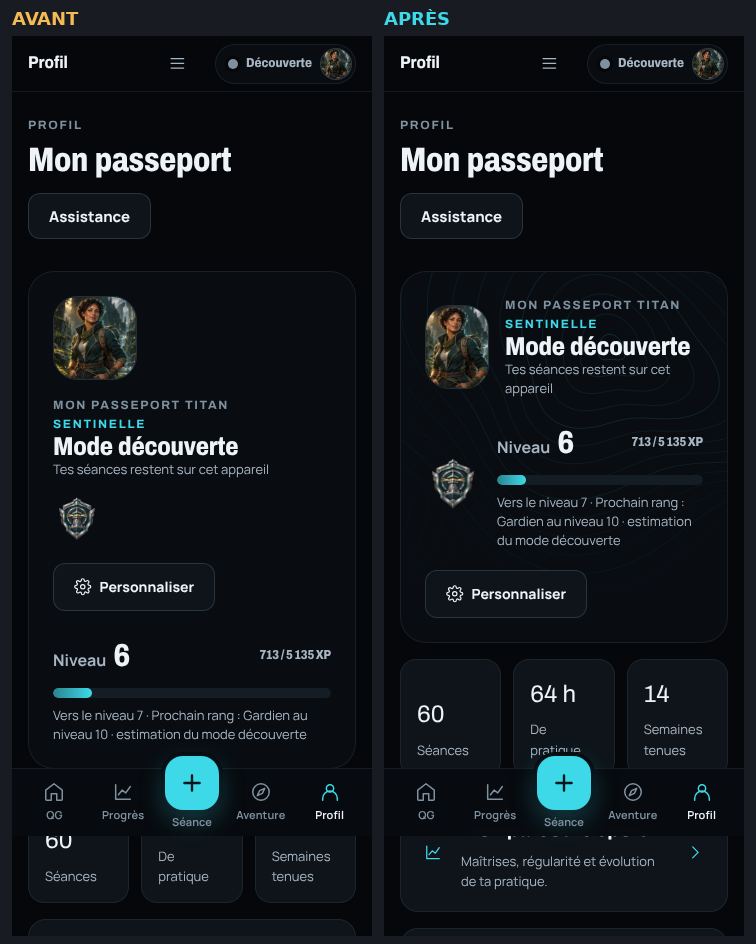 AVANT
Profil
Découverte
PROFIL
Mon passeport
Assistance
MON PASSEPORT TITAN
SENTINELLE
Mode découverte
Tes séances restent sur cet appareil
Personnaliser
Niveau 6
713 / 5 135 XP
Vers le niveau 7 · Prochain rang : Gardien au
niveau 10 · estimation du mode découverte
QG
Progrès
Séance
Aventure
Profil
60
Séances
De
pratique
Semaines
tenues
APRÈS
Profil
Découverte
PROFIL
Mon passeport
Assistance
MON PASSEPORT TITAN
SENTINELLE
Mode découverte
Tes séances restent sur cet
appareil
Niveau 6
713 / 5 135 XP
Vers le niveau 7 · Prochain rang :
Gardien au niveau 10 · estimation
du mode découverte
Personnaliser
60
Séances
64 h
De
pratique
14
Semaines
tenues
QG
Progrès
Séance
Aventure
Profil
Maîtrises, régularité et évolution
de ta pratique.